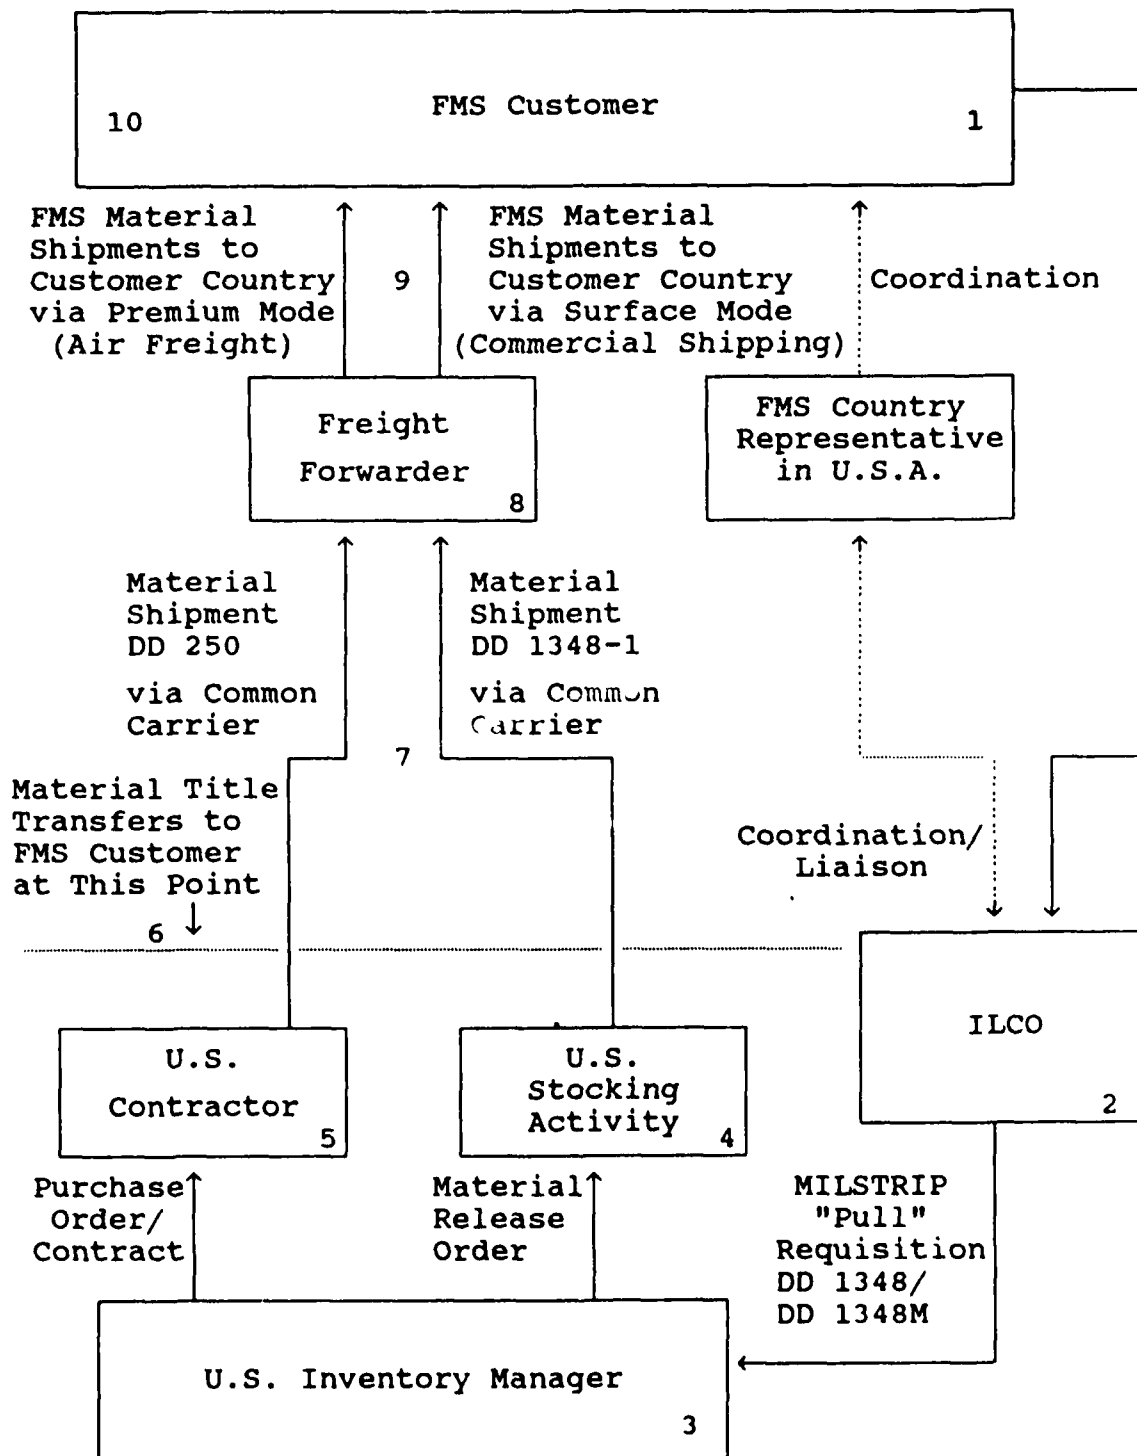 FMS Customer
10
1
FMS Material
Shipments to
Customer Country
via Premium Mode
(Air Freight)
9
FMS Material
Shipments to
Customer Country
via Surface Mode
(Commercial Shipping)
Coordination
Freight
Forwarder
8
FMS Country
Representative
in U.S.A.
Material
Shipment
DD 250
via Common
Carrier
Material
Shipment
DD 1348-1
via Common
Carrier
7
Material Title
Transfers to
FMS Customer
at This Point
6
Coordination/
Liaison
U.S.
Contractor
5
U.S.
Stocking
Activity
4
ILCO
2
Purchase
Order/
Contract
Material
Release
Order
MILSTRIP
"Pull"
Requisition
DD 1348/
DD 1348M
U.S. Inventory Manager
3